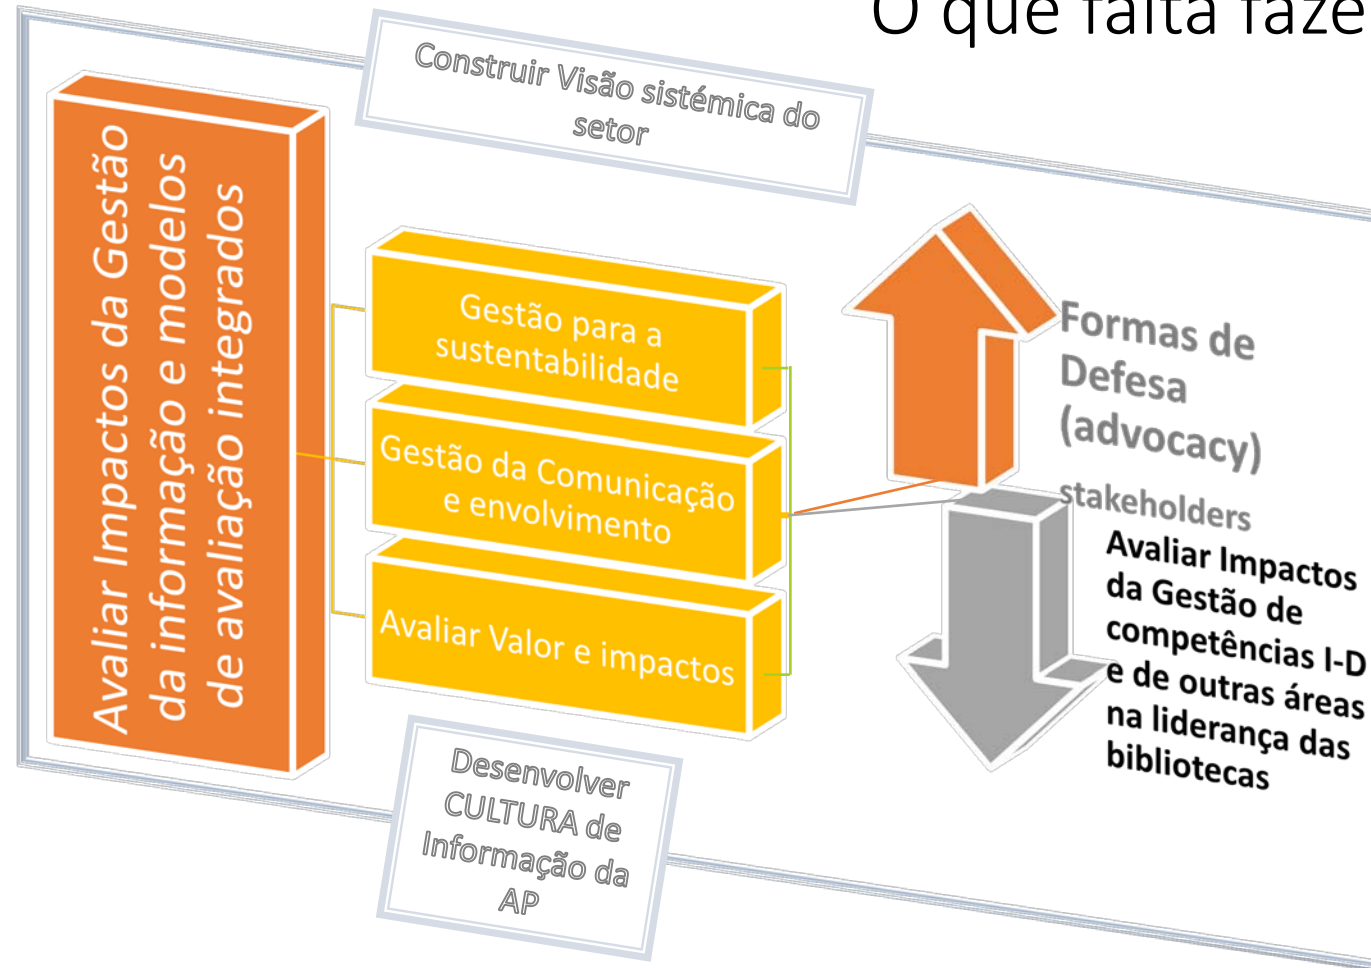 O que falta faze
Construir Visão sistémica do
setor
Avaliar Impactos da Gestão
da informação e modelos
de avaliação integrados
Gestão para a
sustentabilidade
Gestão da Comunicação
e envolvimento
Avaliar Valor e impactos
Formas de
Defesa
(advocacy)
stakeholders
Avaliar Impactos
da Gestão de
competências I-D
e de outras áreas
na liderança das
bibliotecas
Desenvolver
CULTURA de
Informação da
AP